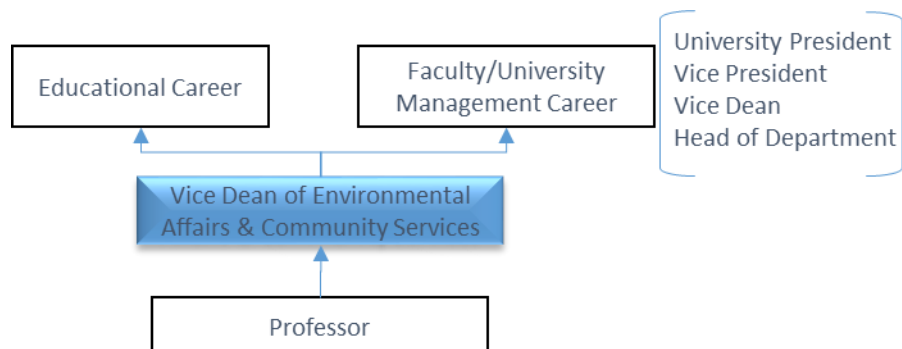 Educational Career
Faculty/University
Management Career
University President
Vice President
Vice Dean
Head of Department
Vice Dean of Environmental
Affairs & Community Services
Professor